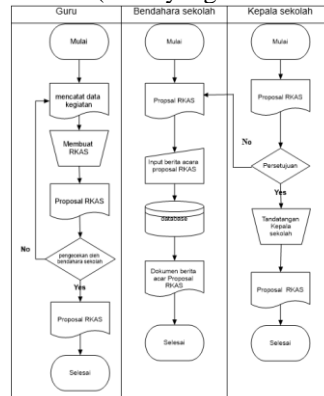 Guru
Bendahara sekolah
Kepala sekolah
Mulai
mencatat data
kegiatan
Membuat
RKAS
Proposal RKAS
No
pengecekan oleh
bendahara sekolah
Yes
Proposal RKAS
Selesai
Mulai
Propsal RKAS
Input berita acara
proposal RKAS
database
Dokumen berita
acar Proposal
RKAS
Selesai
Mulai
Proposal RKAS
No
Persetujuan
Yes
Tandatangan
Kepala
sekolah
Proposal RKAS
Selesai